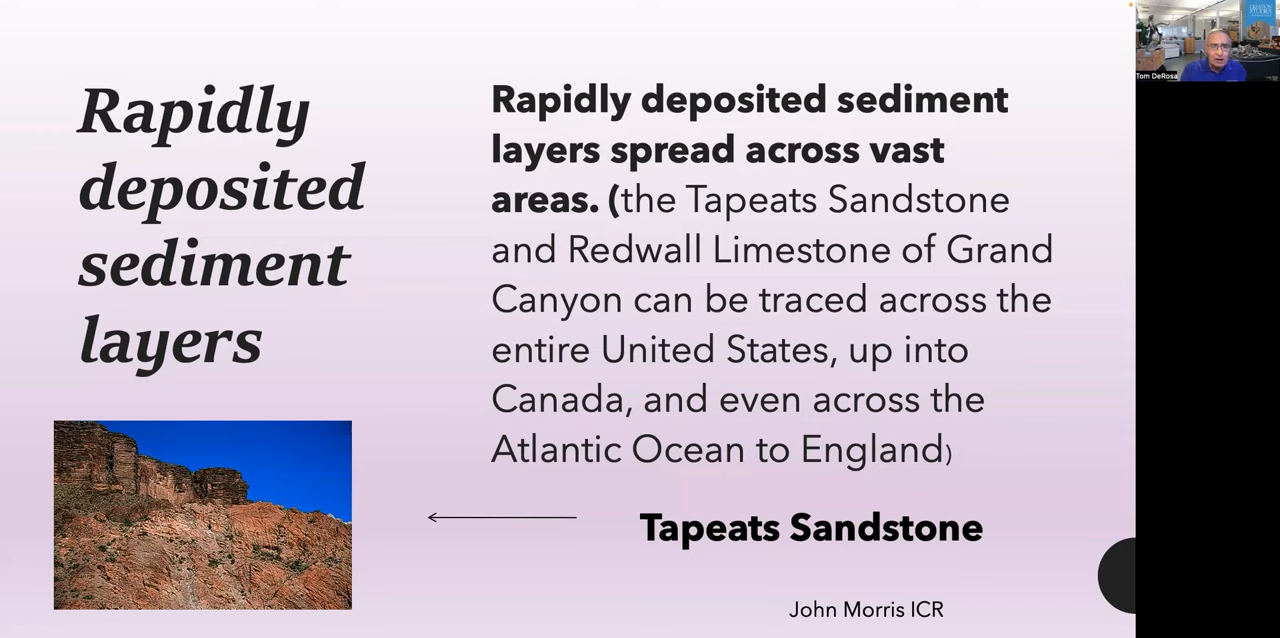 Rapidly
deposited
sediment
layers
Rapidly deposited sediment
layers spread across vast
areas. (the Tapeats Sandstone
and Redwall Limestone of Grand
Canyon can be traced across the
entire United States, up into
Canada, and even across the
Atlantic Ocean to England)
Tapeats Sandstone
John Morris ICR
CREATION
STUDIES
Tom DeRosa